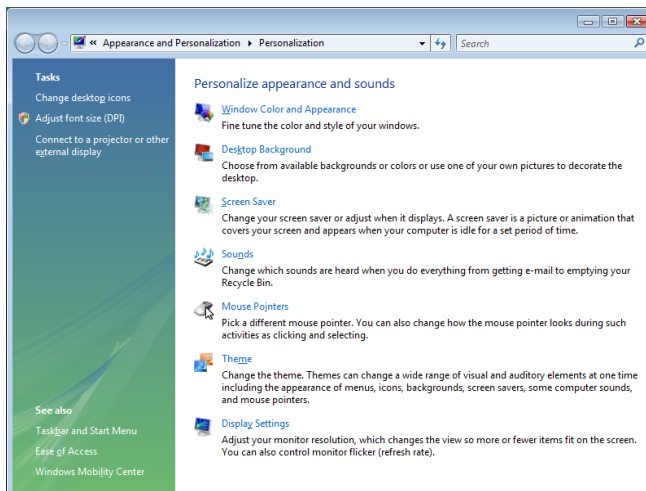 « Appearance and Personalization ▸ Personalization
Search
Tasks
Change desktop icons
Adjust font size (DPI)
Connect to a projector or other
external display
See also
Taskbar and Start Menu
Ease of Access
Windows Mobility Center
Personalize appearance and sounds
Window Color and Appearance
Fine tune the color and style of your windows.
Desktop Background
Choose from available backgrounds or colors or use one of your own pictures to decorate the
desktop.
Screen Saver
Change your screen saver or adjust when it displays. A screen saver is a picture or animation that
covers your screen and appears when your computer is idle for a set period of time.
Sounds
Change which sounds are heard when you do everything from getting e-mail to emptying your
Recycle Bin.
Mouse Pointers
Pick a different mouse pointer. You can also change how the mouse pointer looks during such
activities as clicking and selecting.
Theme
Change the theme. Themes can change a wide range of visual and auditory elements at one time
including the appearance of menus, icons, backgrounds, screen savers, some computer sounds,
and mouse pointers.
Display Settings
Adjust your monitor resolution, which changes the view so more or fewer items fit on the screen.
You can also control monitor flicker (refresh rate).